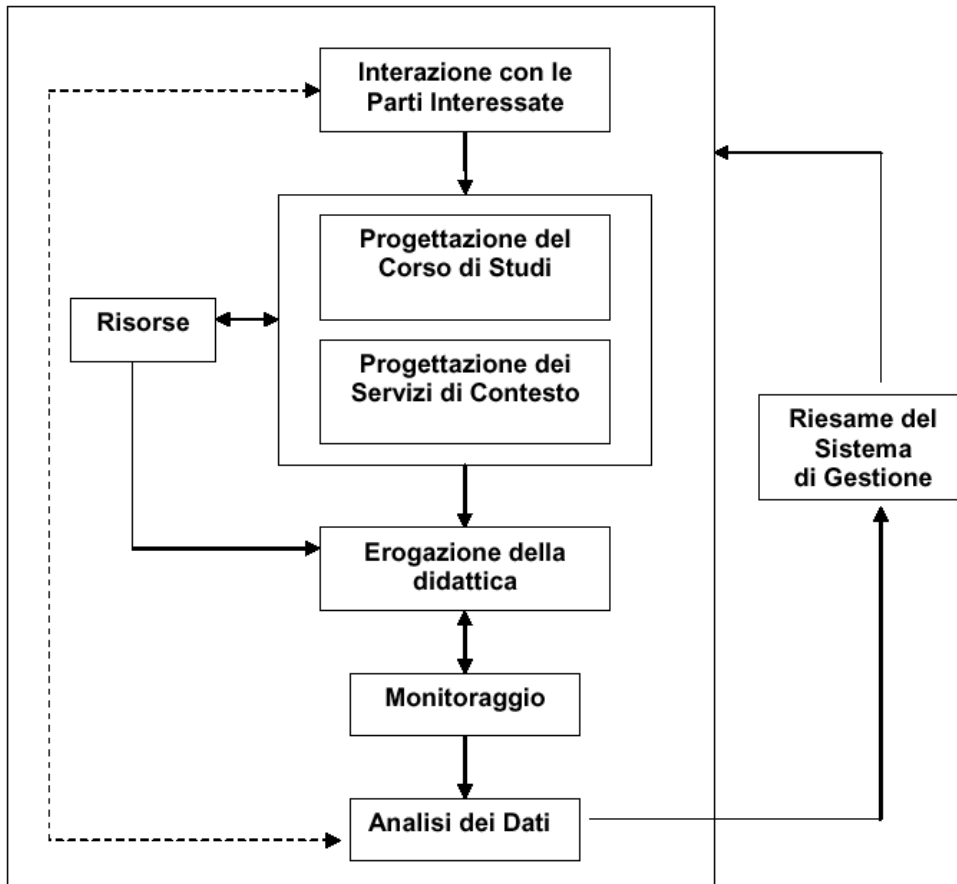 Interazione con le
Parti Interessate
Progettazione del
Corso di Studi
Risorse
Progettazione dei
Servizi di Contesto
Riesame del
Sistema
di Gestione
Erogazione della
didattica
Monitoraggio
Analisi dei Dati